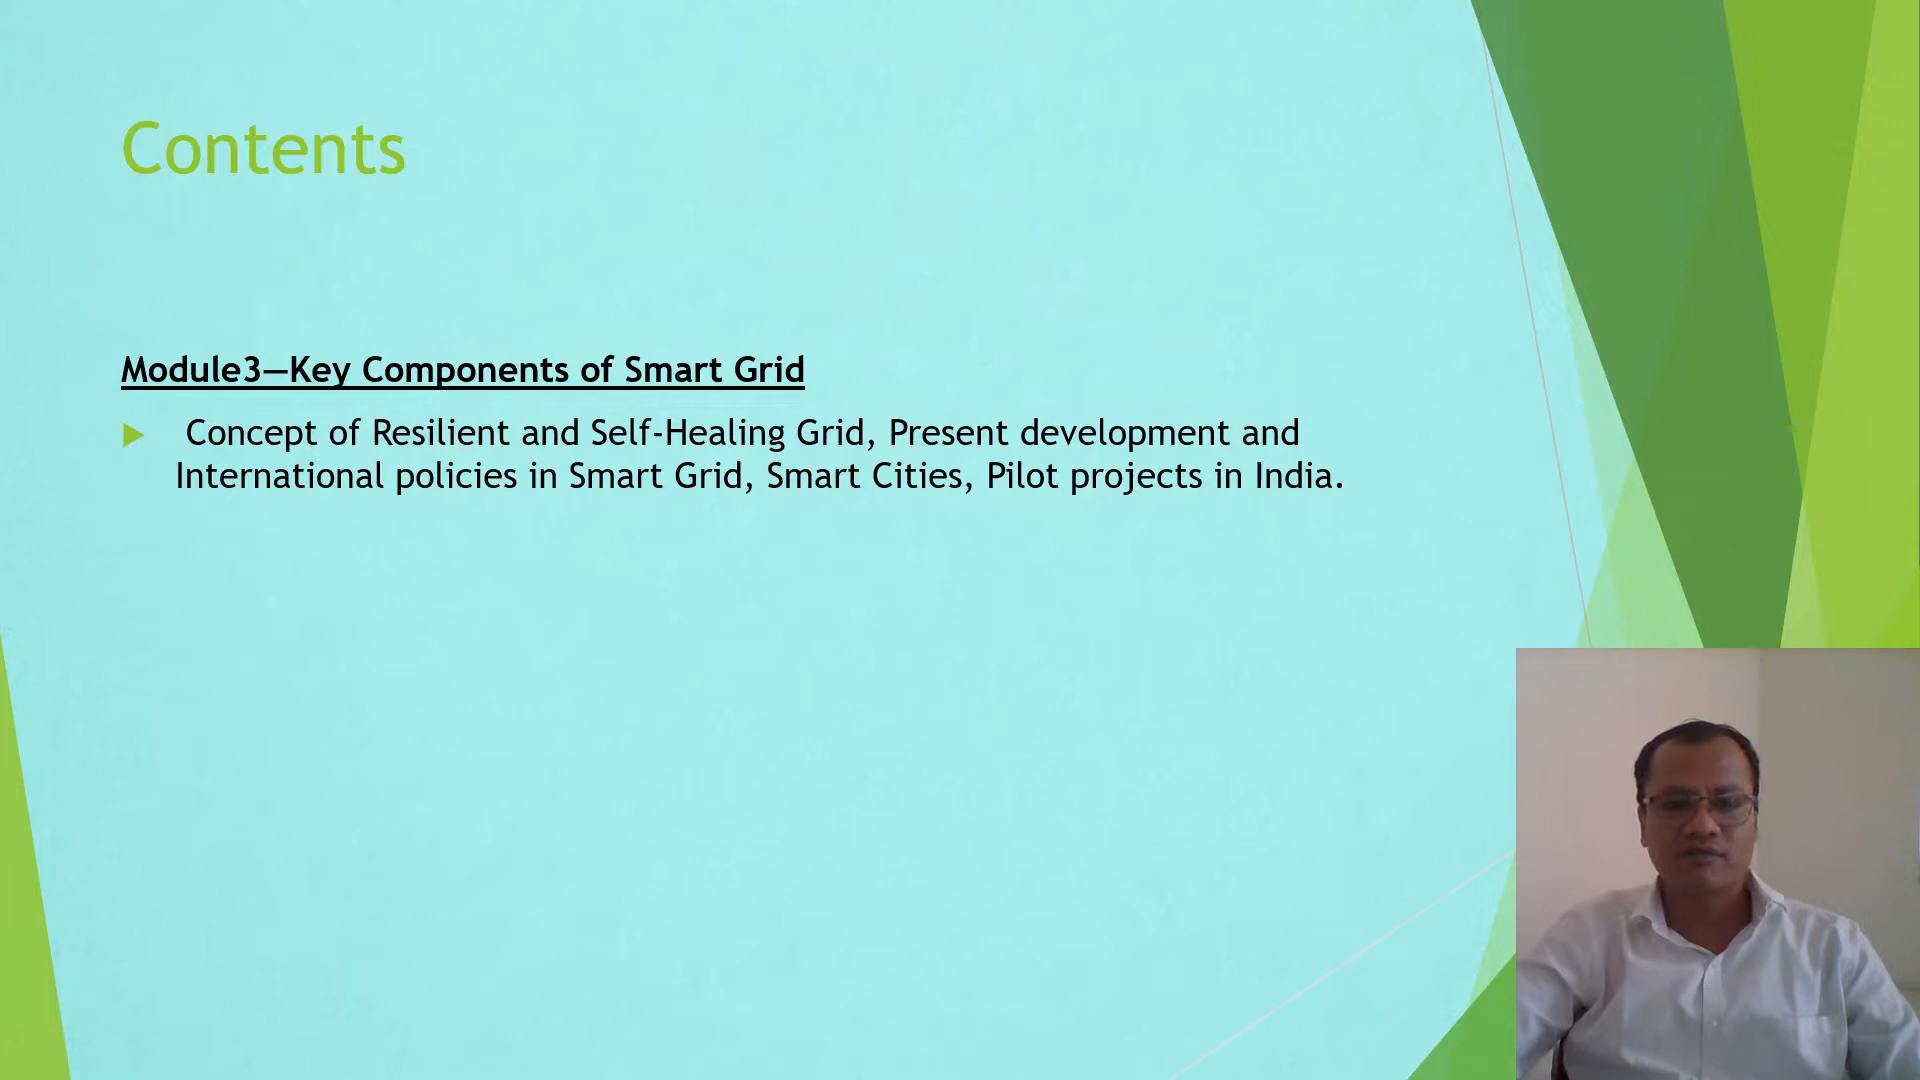 Contents
Module3—Key Components of Smart Grid
Concept of Resilient and Self-Healing Grid, Present development and
International policies in Smart Grid, Smart Cities, Pilot projects in India.